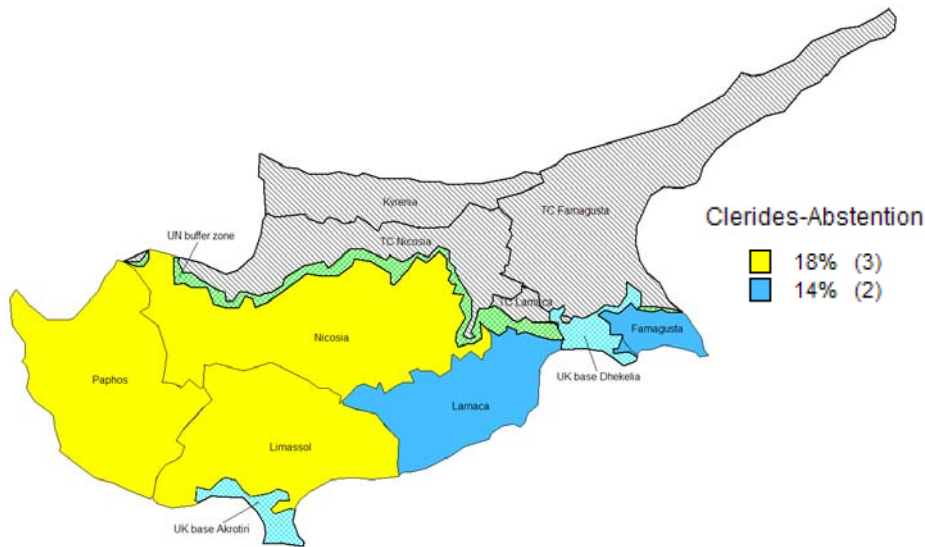 Kyrenia
TC Famagusta
Clerides-Abstention
UN buffer zone
TC Nicosia
18% (3)
14% (2)
TC Larnaca
Famagusta
Nicosia
Paphos
UK base Dhekelia
Larnaca
Limassol
UK base Akrotiri